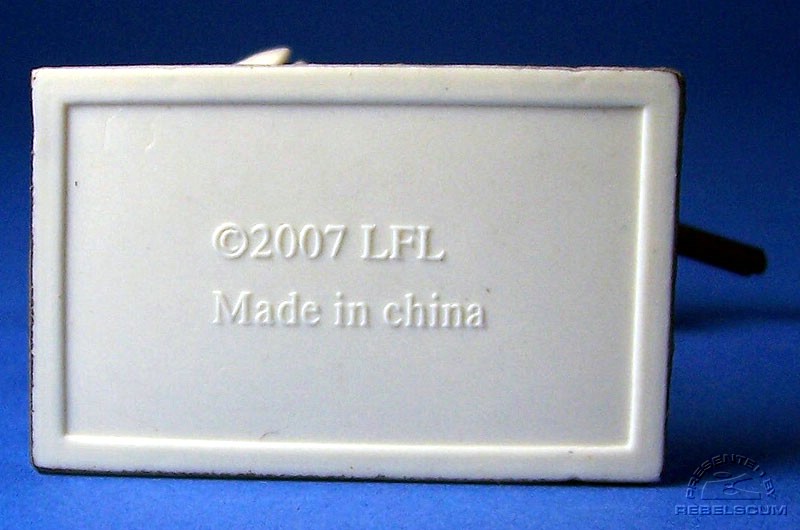 ©2007 LFL
Made in china
PRESENTED BY
REBELSCUM